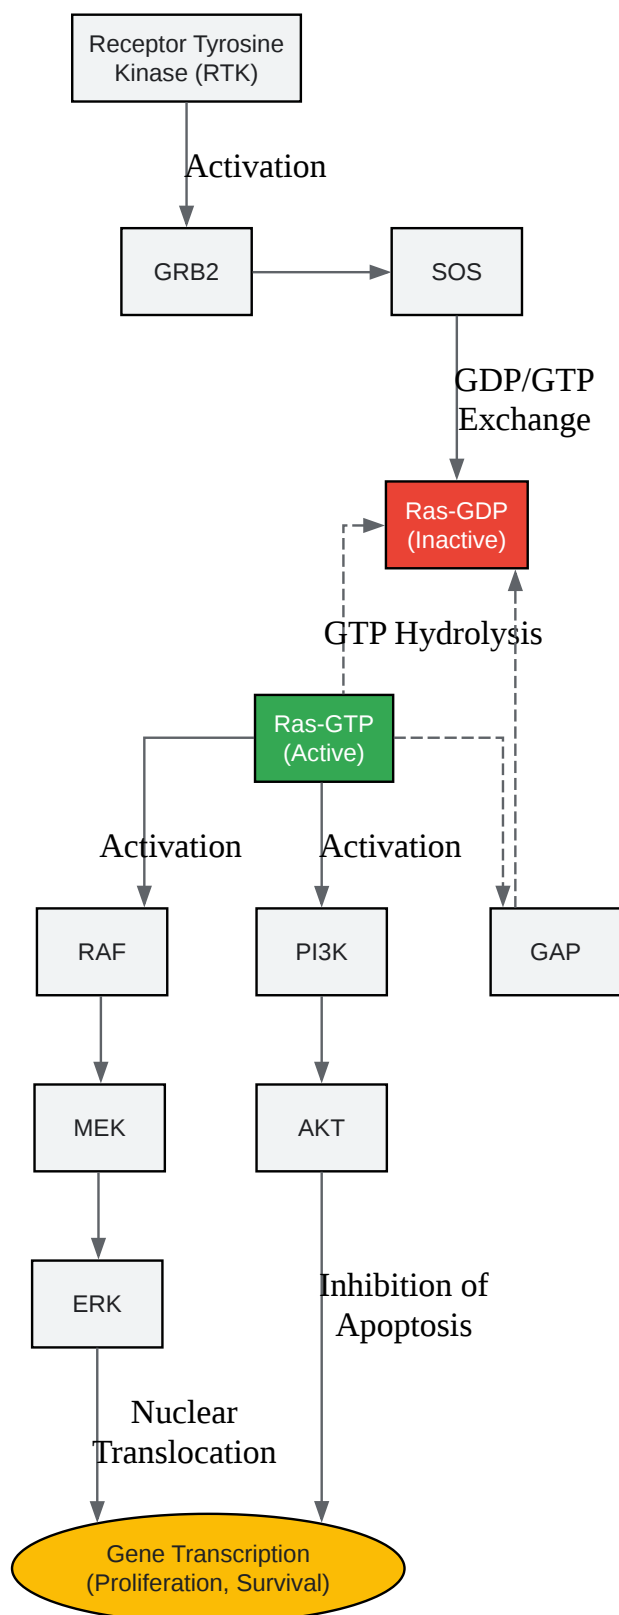 Receptor Tyrosine
Kinase (RTK)
Activation
GRB2
SOS
GDP/GTP
Exchange
Ras-GDP
(Inactive)
GTP Hydrolysis
Ras-GTP
(Active)
Activation
Activation
RAF
PI3K
GAP
MEK
AKT
ERK
Inhibition of
Apoptosis
Nuclear
Translocation
Gene Transcription
(Proliferation, Survival)